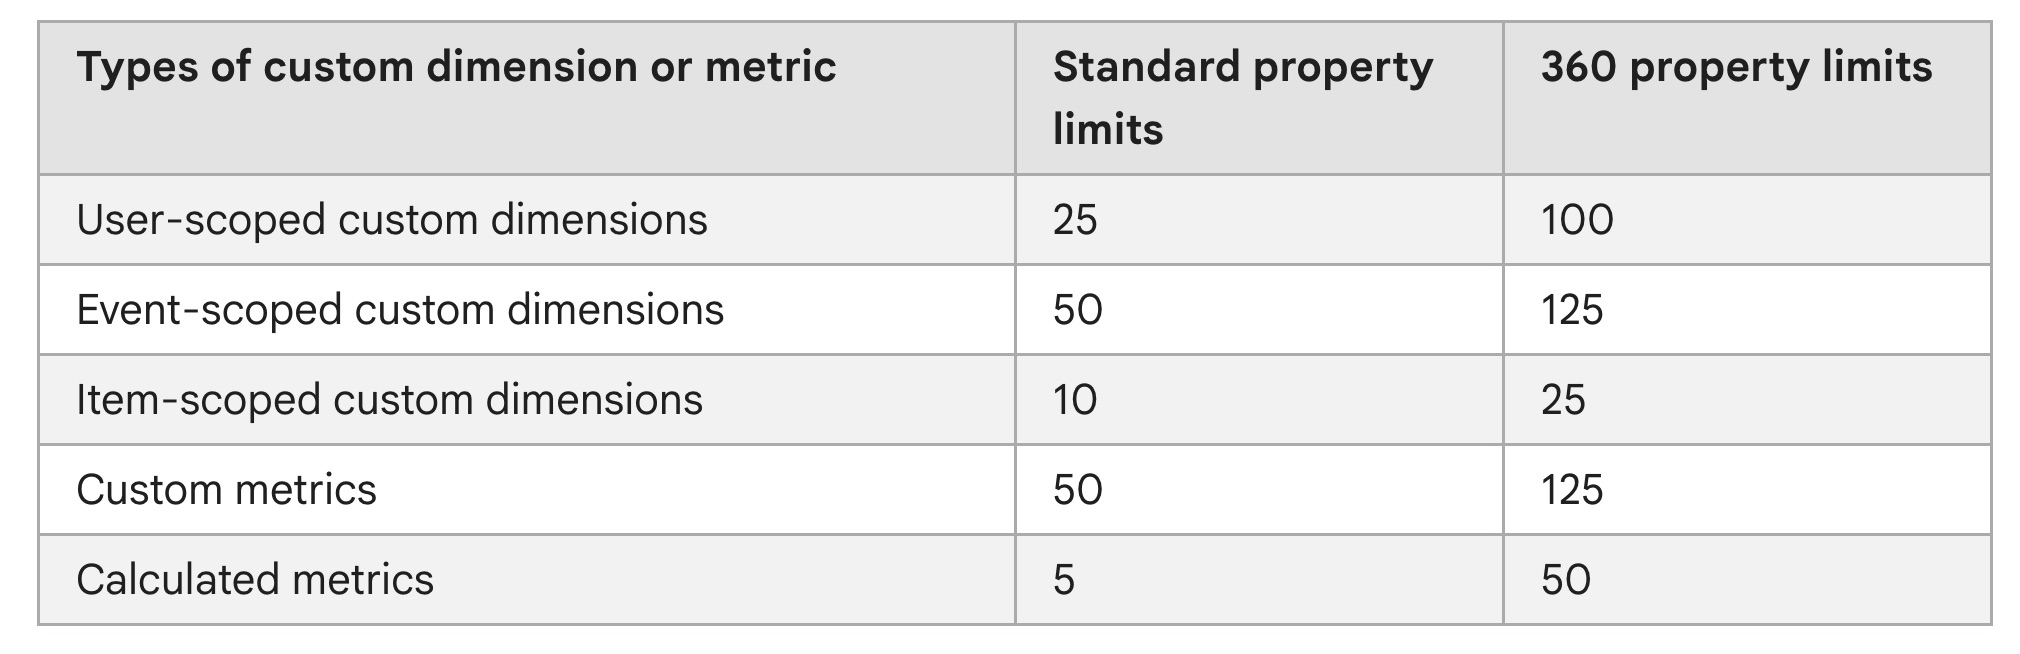 Types of custom dimension or metric
Standard property
limits
360 property limits
User-scoped custom dimensions
25
100
Event-scoped custom dimensions
50
125
Item-scoped custom dimensions
10
25
Custom metrics
50
125
Calculated metrics
5
50